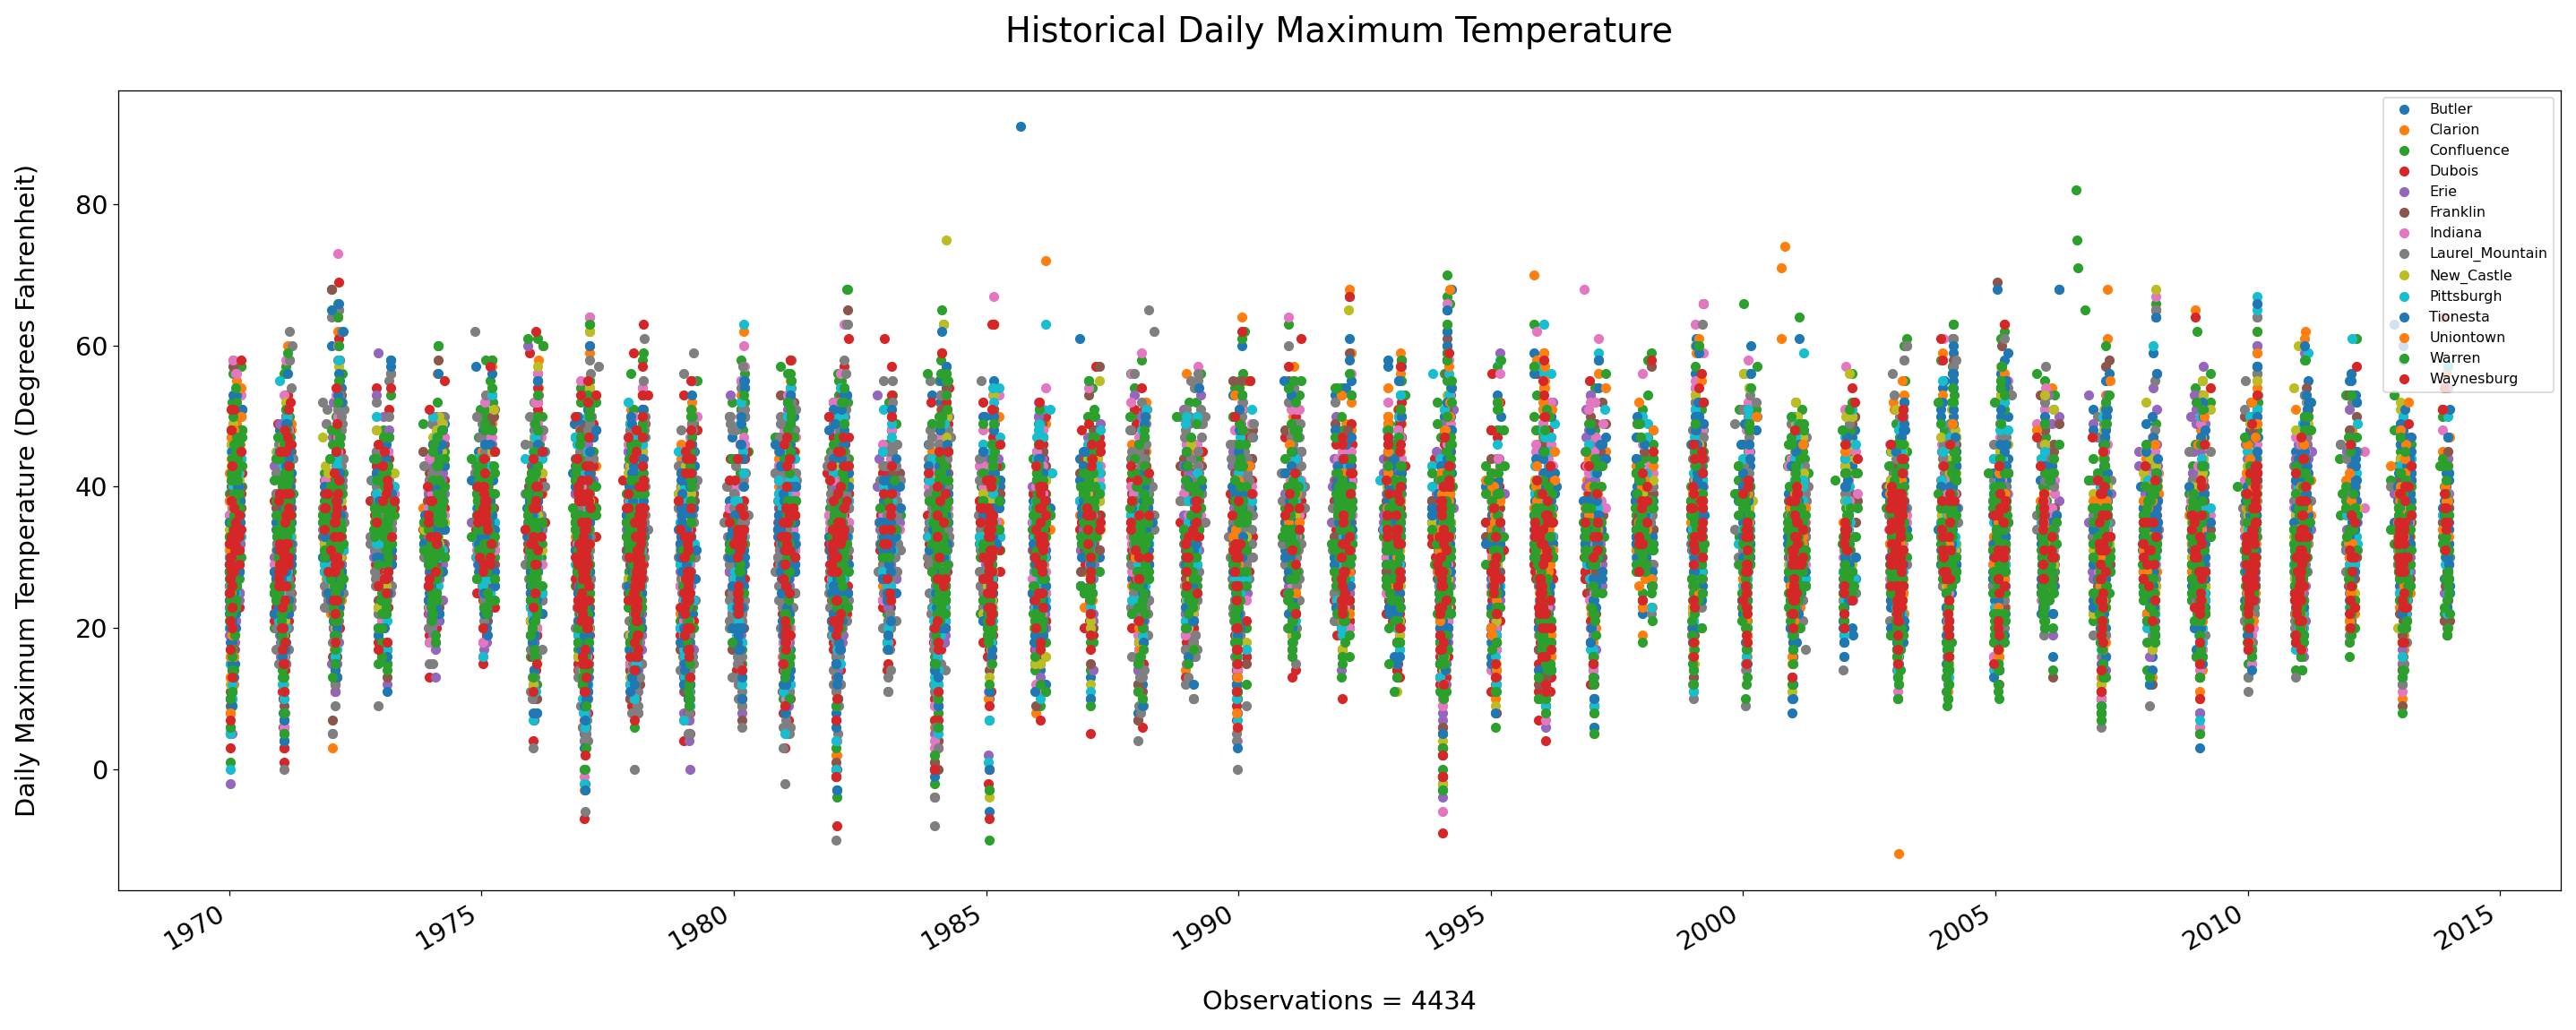 Historical Daily Maximum Temperature
Daily Maximum Temperature (Degrees Fahrenheit)
80
60
40
20
0
Butler
Clarion
Confluence
Dubois
Erie
Franklin
Indiana
Laurel_Mountain
New_Castle
Pittsburgh
Tionesta
Uniontown
Warren
Waynesburg
1970 1975 1980 1985 1990 1995 2000 2005 2010 2015
Observations = 4434